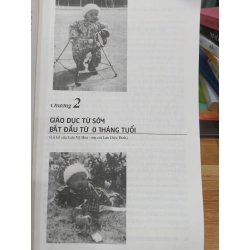 Chương 2
GIÁO DỤC TỪ SỚM
BẮT ĐẦU TỪ 0 THÁNG TUỔI